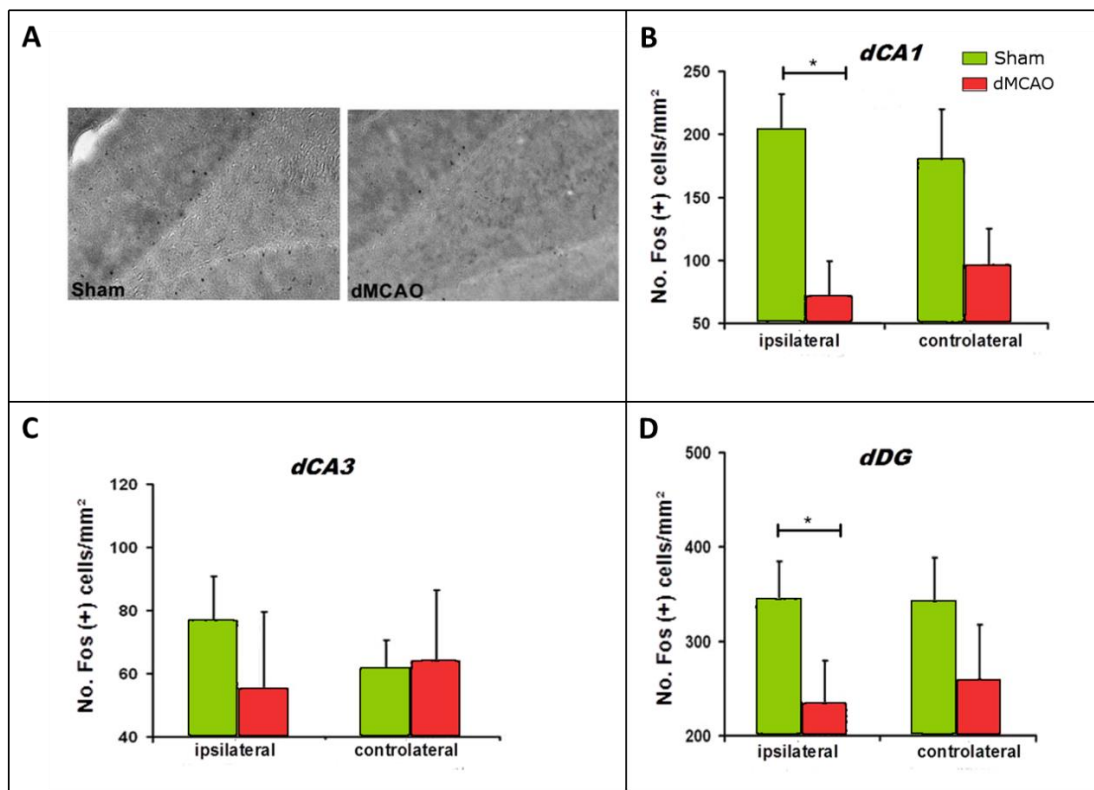 A
Sham
dMCAO
B
dCA1
Sham
dMCAO
*
No. Fos (+) cells/mm²
250
200
150
100
50
ipsilateral
controlateral
C
dCA3
No. Fos (+) cells/mm²
120
100
80
60
40
ipsilateral
controlateral
D
dDG
*
No. Fos (+) cells/mm²
500
400
300
200
ipsilateral
controlateral